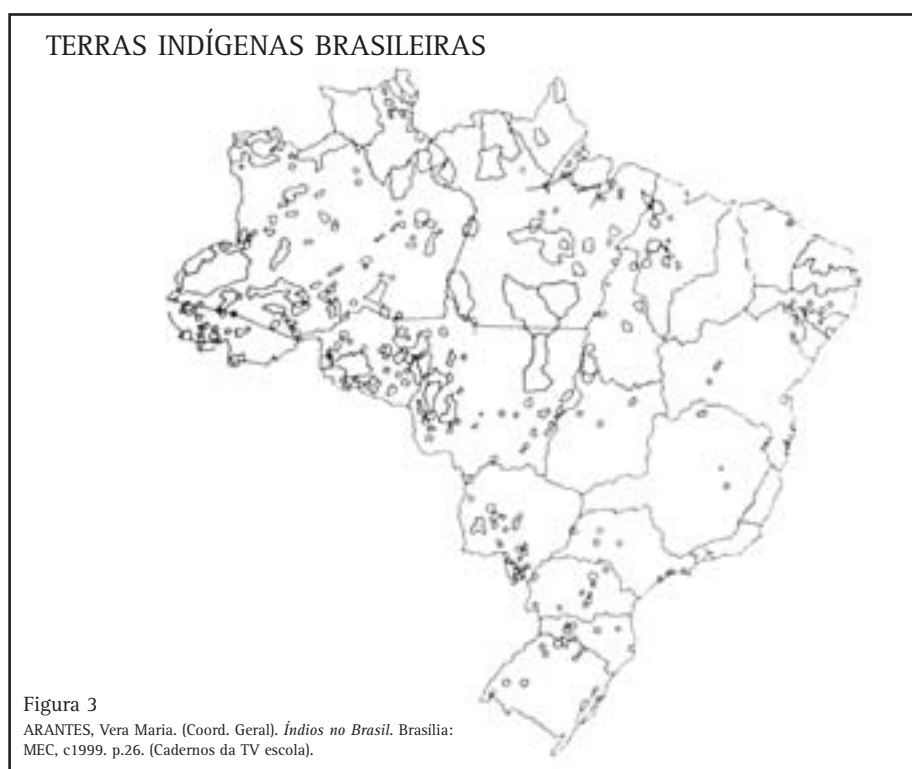 TERRAS INDÍGENAS BRASILEIRAS
Figura 3
ARANTES, Vera Maria. (Coord. Geral). Índios no Brasil. Brasília:
MEC, c1999. p.26. (Cadernos da TV escola).